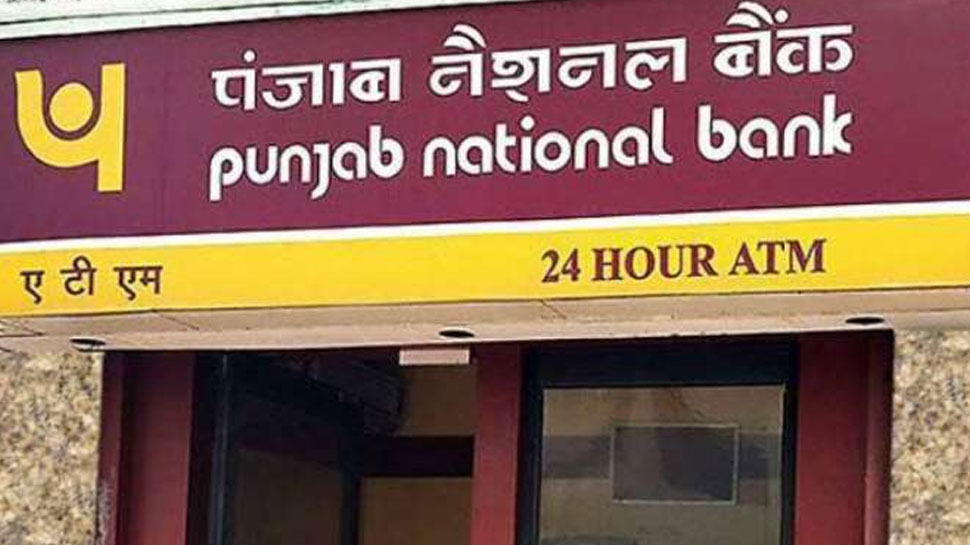 पंजाब नैशनल बैंक
punjab national bank
ए टी एम
24 HOUR ATM